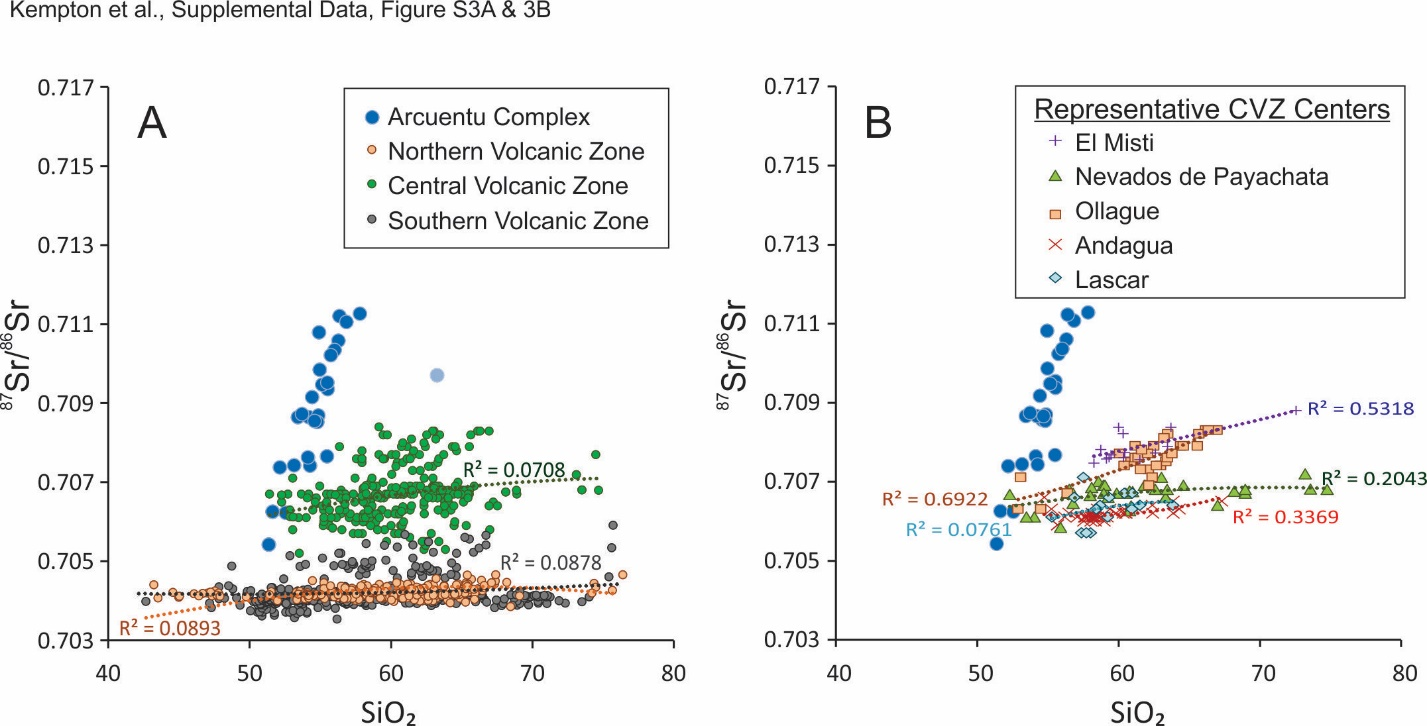 Kempton et al., Supplemental Data, Figure S3A & 3B
A
Arcuentu Complex
Northern Volcanic Zone
Central Volcanic Zone
Southern Volcanic Zone
0.717
0.715
0.713
0.711
0.709
0.707
0.705
0.703
⁸⁷Sr/⁸⁶Sr
R² = 0.0708
R² = 0.0878
R² = 0.0893
40 50 60 70 80
SiO₂
B
Representative CVZ Centers
El Misti
Nevados de Payachata
Ollague
Andagua
Lascar
0.717
0.715
0.713
0.711
0.709
0.707
0.705
0.703
⁸⁷Sr/⁸⁶Sr
R² = 0.5318
R² = 0.2043
R² = 0.6922
R² = 0.3369
R² = 0.0761
40 50 60 70 80
SiO₂